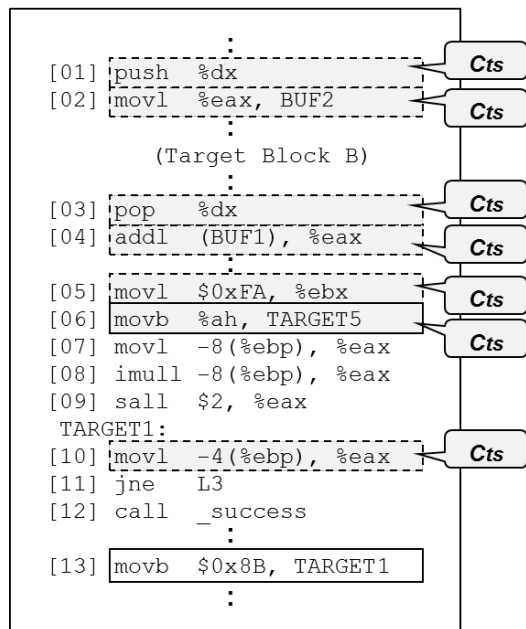 :
[01] push %dx Cts
[02] movl %eax, BUF2 Cts
:
(Target Block B)
:
[03] pop %dx Cts
[04] addl (BUF1), %eax Cts
:
[05] movl $0xFA, %ebx Cts
[06] movb %ah, TARGET5 Cts
[07] movl -8(%ebp), %eax
[08] imull -8(%ebp), %eax
[09] sall $2, %eax
TARGET1:
[10] movl -4(%ebp), %eax Cts
[11] jne L3
[12] call _success
:
[13] movb $0x8B, TARGET1
: